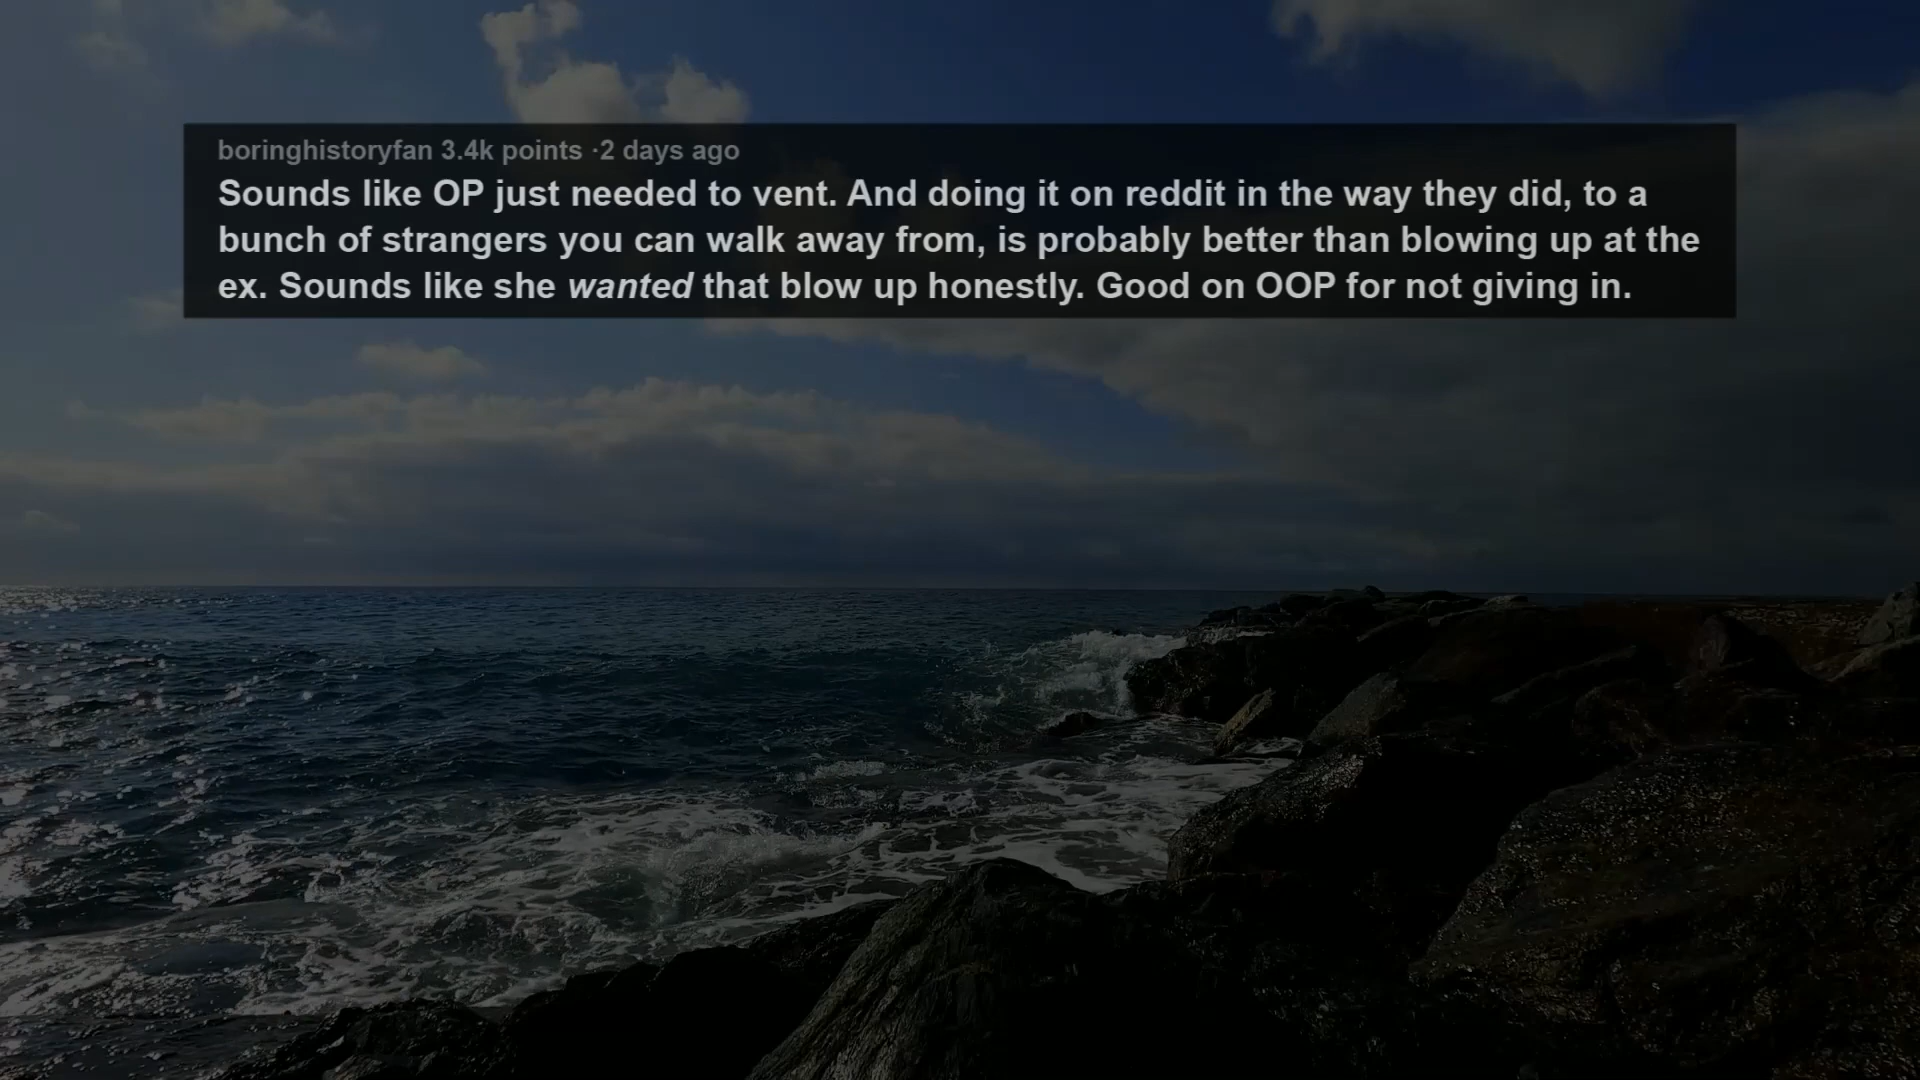 boringhistoryfan 3.4k points ·2 days ago
Sounds like OP just needed to vent. And doing it on reddit in the way they did, to a
bunch of strangers you can walk away from, is probably better than blowing up at the
ex. Sounds like she wanted that blow up honestly. Good on OOP for not giving in.